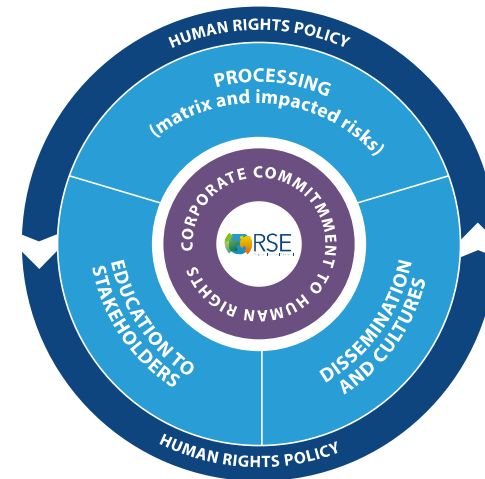 HUMAN RIGHTS POLICY
PROCESSING
(matrix and impacted risks)
CORPORATE COMMITMMENT TO HUMAN RIGHTS
RSE
EDUCATION TO
STAKEHOLDERS
DISSEMINATION
AND CULTURES
HUMAN RIGHTS POLICY